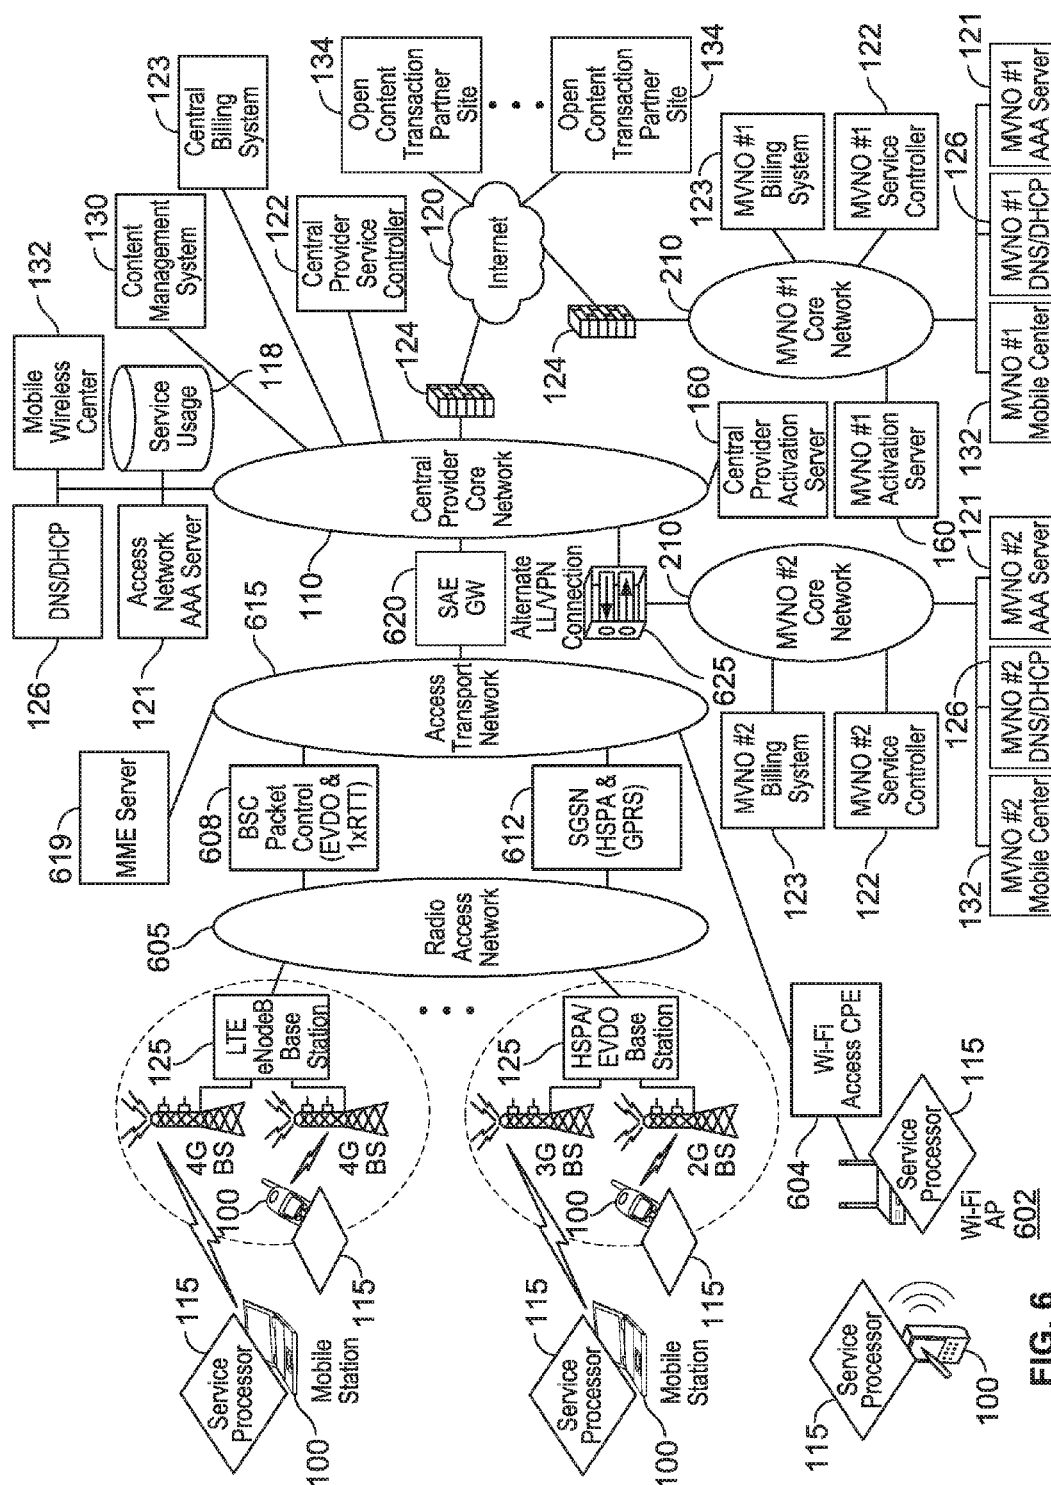 619
MME Server
126
DNS/DHCP
132
Mobile
Wireless
Center
121
Access
Network
AAA Server
118
Service
Usage
130
Content
Management
System
123
Central
Billing
System
122
Central
Provider
Service
Controller
134
Open
Content
Transaction
Partner
Site
Open
Content
Transaction
Partner
Site
134
120
Internet
124
124
110
Central
Provider
Core
Network
620
SAE
GW
615
Access
Transport
Network
608
BSC
Packet
Control
(EVDO &
1xRTT)
612
SGSN
(HSPA &
GPRS)
605
Radio
Access
Network
125
LTE
eNodeB
Base
Station
4G
BS
4G
BS
100
115
115
Service
Processor
Mobile
Station
100
125
HSPA/
EVDO
Base
Station
3G
BS
2G
BS
100
115
115
Service
Processor
Mobile
Station
100
604
Wi-Fi
Access CPE
Service
Processor
115
Wi-Fi
AP
602
115
Service
Processor
100
Alternate
LL/VPN
Connection
625
210
MVNO #2
Core
Network
MVNO #2
Billing
System
123
MVNO #2
Service
Controller
122
132
MVNO #2
Mobile Center
126
MVNO #2
DNS/DHCP
121
MVNO #2
AAA Server
160
Central
Provider
Activation
Server
MVNO #1
Activation
Server
160
210
MVNO #1
Core
Network
123
MVNO #1
Billing
System
122
MVNO #1
Service
Controller
132
MVNO #1
Mobile Center
126
MVNO #1
DNS/DHCP
121
MVNO #1
AAA Server
FIG. 6